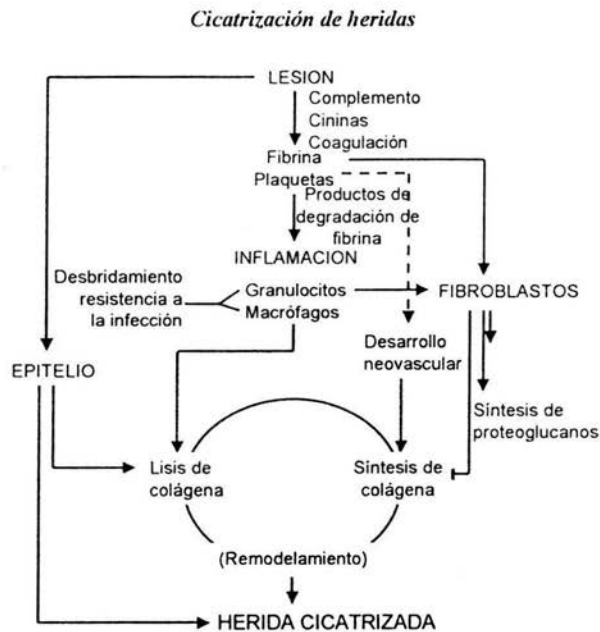 Cicatrización de heridas
LESION
Complemento
Cininas
Coagulación
Fibrina
Plaquetas
Productos de
degradación de
fibrina
INFLAMACION
Desbridamiento
resistencia a
la infección
Granulocitos
Macrófagos
FIBROBLASTOS
Desarrollo
neovascular
EPITELIO
Síntesis de
proteoglucanos
Lisis de
colágena
Síntesis de
colágena
(Remodelamiento)
HERIDA CICATRIZADA